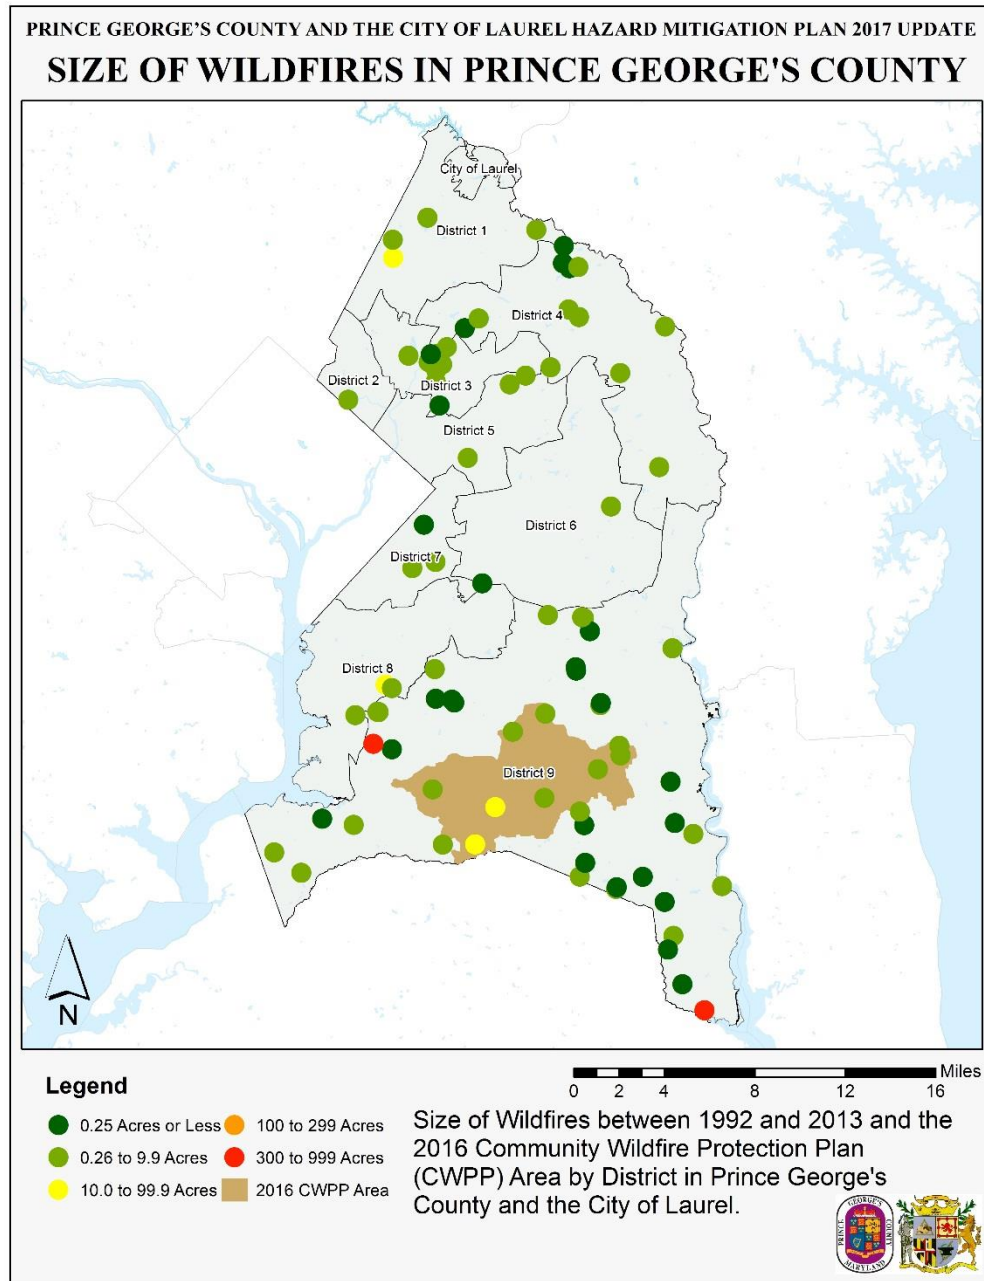 PRINCE GEORGE'S COUNTY AND THE CITY OF LAUREL HAZARD MITIGATION PLAN 2017 UPDATE
SIZE OF WILDFIRES IN PRINCE GEORGE'S COUNTY
City of Laurel
District 1
District 4
District 2
District 3
District 5
District 6
District 7
District 8
District 9
N
Legend
0.25 Acres or Less
0.26 to 9.9 Acres
10.0 to 99.9 Acres
100 to 299 Acres
300 to 999 Acres
2016 CWPP Area
Miles
0 2 4 8 12 16
Size of Wildfires between 1992 and 2013 and the
2016 Community Wildfire Protection Plan
(CWPP) Area by District in Prince George's
County and the City of Laurel.
PRINCE GEORGE'S COUNTY MARYLAND